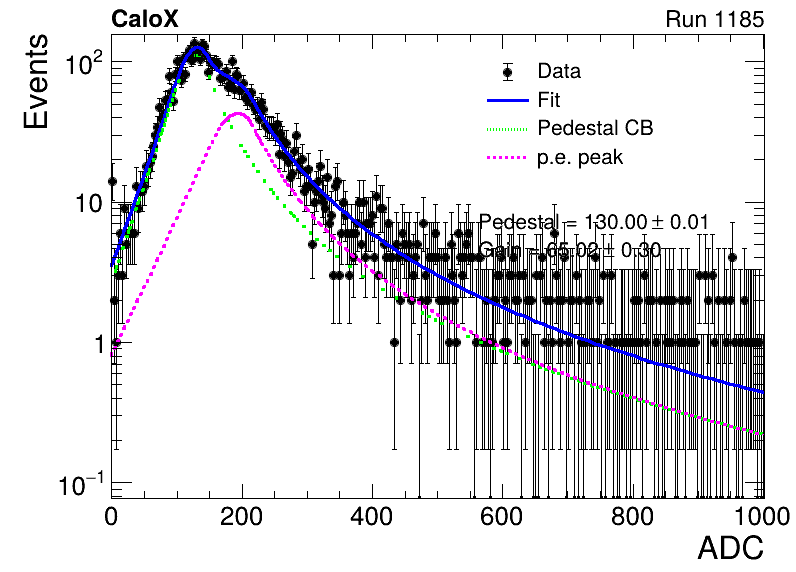 CaloX Run 1185
Events
Data
Fit
Pedestal CB
p.e. peak
Pedestal = 130.00 ± 0.01
Gain = 65.02 ± 0.30
10²
10
1
10⁻¹
0 200 400 600 800 1000
ADC